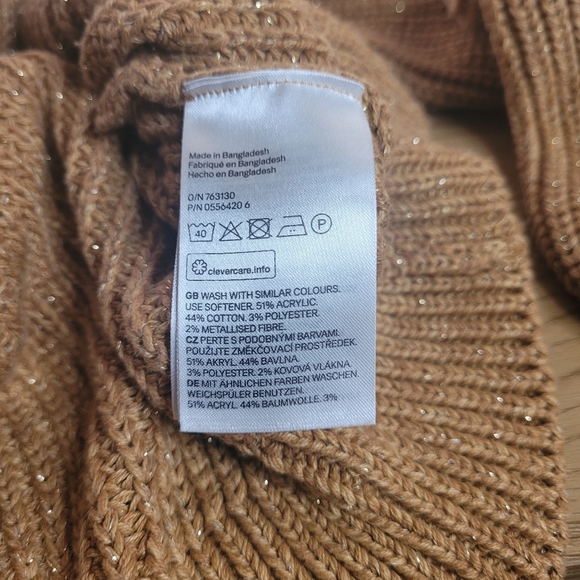 Made in Bangladesh
Fabriqué en Bangladesh
Hecho en Bangladesh
O/N 763130
P/N 0556420 6
40 P
clevercare.info
GB WASH WITH SIMILAR COLOURS.
USE SOFTENER. 51% ACRYLIC.
44% COTTON. 3% POLYESTER.
2% METALLISED FIBRE.
CZ PERTE S PODOBNÝMI BARVAMI.
POUŽIJTE ZMĚKČOVACÍ PROSTŘEDEK.
51% AKRYL. 44% BAVLNA.
3% POLYESTER. 2% KOVOVÁ VLÁKNA.
DE MIT ÄHNLICHEN FARBEN WASCHEN.
WEICHSPÜLER BENUTZEN.
51% ACRYL. 44% BAUMWOLLE. 3%